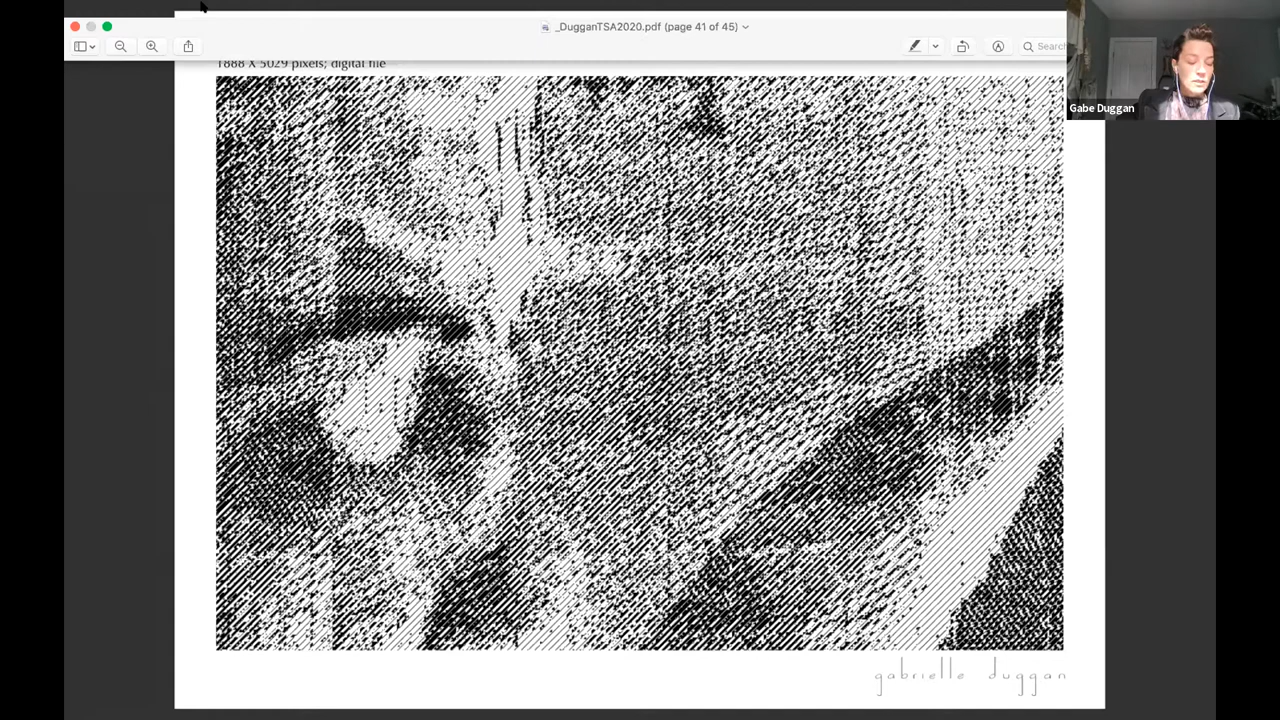 _DugganTSA2020.pdf (page 41 of 45)
Search
1888 X 5029 pixels; digital file
Gabe Duggan
gabrielle duggan